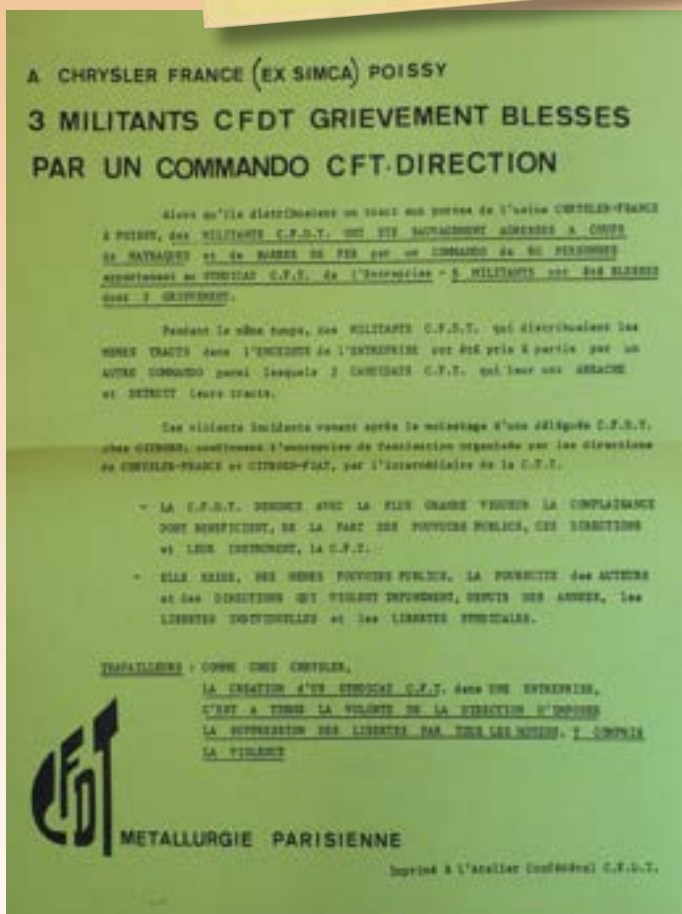 A CHRYSLER FRANCE (EX SIMCA) POISSY
3 MILITANTS CFDT GRIEVEMENT BLESSES
PAR UN COMMANDO CFT-DIRECTION
Alors qu'ils distribuaient un tract aux portes de l'usine CHRYSLER-FRANCE
à POISSY, des MILITANTS C.F.D.T. ONT ETE SAUVAGEMENT AGRESSES A COUPS
de MATRAQUES et de BARRES DE FER par un COMMANDO de PERSONNES
appartenant au SYNDICAT C.F.T. de l'Entreprise - MILITANTS ont été BLESSES
dont 3 GRIEVEMENT.
Pendant le même temps, des MILITANTS C.F.D.T. qui distribuaient les
MEMES TRACTS dans l'ENCEINTE de l'ENTREPRISE ont été pris à partie par un
AUTRE COMMANDO parmi lesquels CANDIDATS C.F.T. qui leur ont ARRACHE
et DETRUIT leurs tracts.
Ces violents incidents venant après le matestage d'une déléguée C.F.D.T.
chez CITROEN, confirment l'entreprise de fascisation organisée par les directions
de CHRYSLER-FRANCE et CITROEN-FIAT, par l'intermédiaire de la C.F.T.
- LA C.F.D.T. DENONCE AVEC LA PLUS GRANDE VIGUEUR LA COMPLAISANCE
DONT BENEFICIENT, DE LA PART DES POUVOIRS PUBLICS, CES DIRECTIONS
et LEUR INSTRUMENT, LA C.F.T.
- ELLE EXIGE, DES MEMES POUVOIRS PUBLICS, LA POURSUITE des AUTEURS
et des DIRECTIONS QUI VIOLENT IMPUNEMENT, DEPUIS DES ANNEES, les
LIBERTES INDIVIDUELLES et les LIBERTES SYNDICALES.
TRAVAILLEURS : COMME CHEZ CHRYSLER,
LA CREATION d'UN SYNDICAT C.F.T. dans UNE ENTREPRISE,
C'EST A TERME LA VOLONTE DE LA DIRECTION D'IMPOSER
LA SUPPRESSION DES LIBERTES PAR TOUS LES MOYENS, Y COMPRIS
LA VIOLENCE
CFDT
METALLURGIE PARISIENNE
Imprimé à l'atelier Confédéral C.F.D.T.